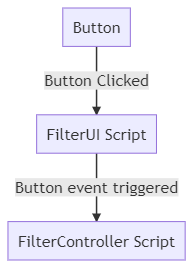 Button
Button Clicked
FilterUI Script
Button event triggered
FilterController Script